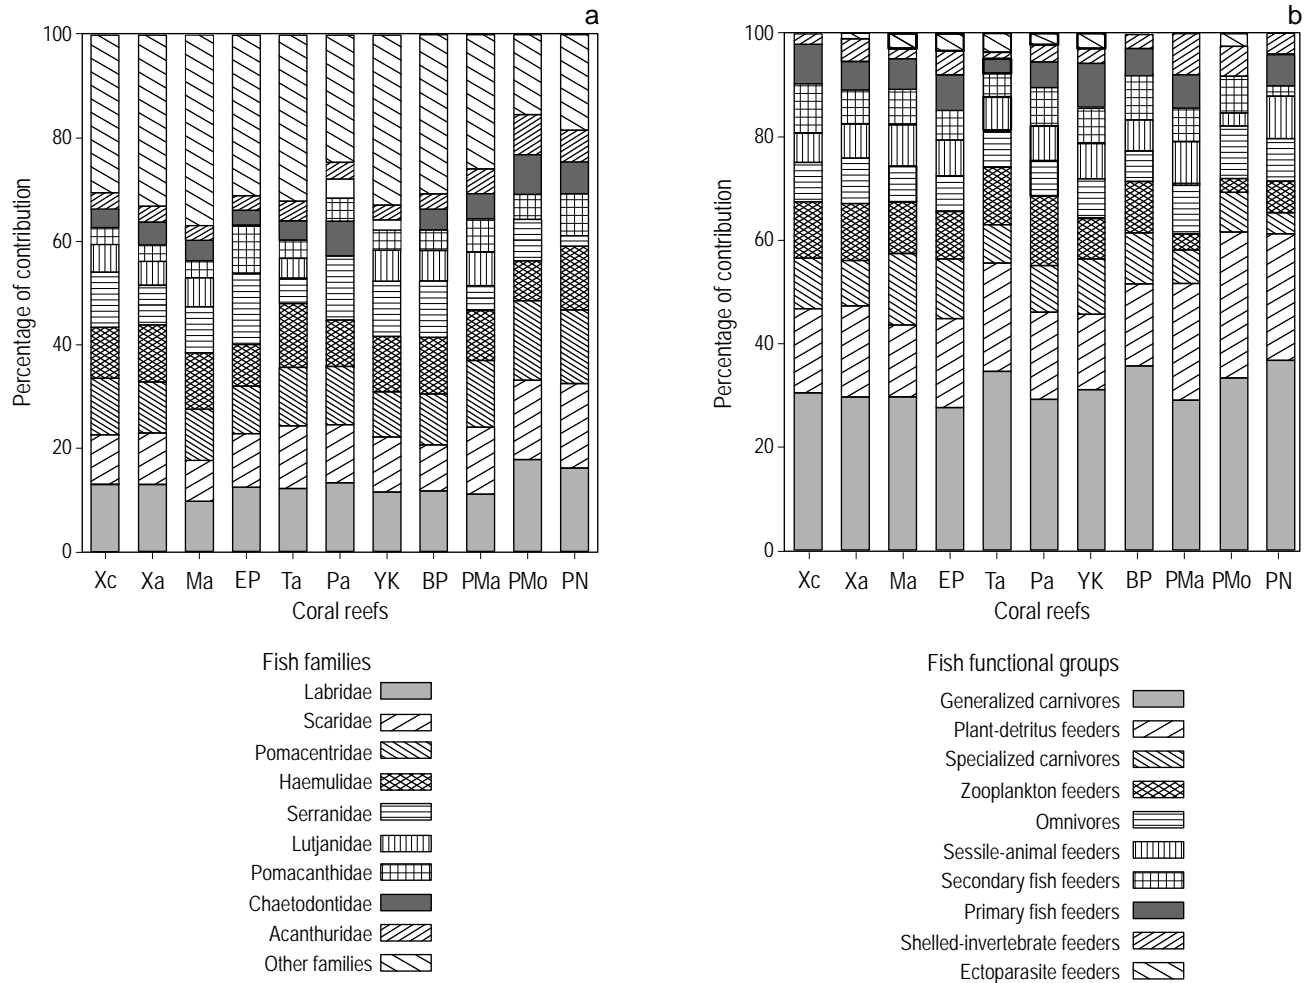 a
100
80
60
40
20
0
Percentage of contribution
Xc Xa Ma EP Ta Pa YK BP PMa PMo PN
Coral reefs
Fish families
Labridae
Scaridae
Pomacentridae
Haemulidae
Serranidae
Lutjanidae
Pomacanthidae
Chaetodontidae
Acanthuridae
Other families
b
100
80
60
40
20
0
Percentage of contribution
Xc Xa Ma EP Ta Pa YK BP PMa PMo PN
Coral reefs
Fish functional groups
Generalized carnivores
Plant-detritus feeders
Specialized carnivores
Zooplankton feeders
Omnivores
Sessile-animal feeders
Secondary fish feeders
Primary fish feeders
Shelled-invertebrate feeders
Ectoparasite feeders